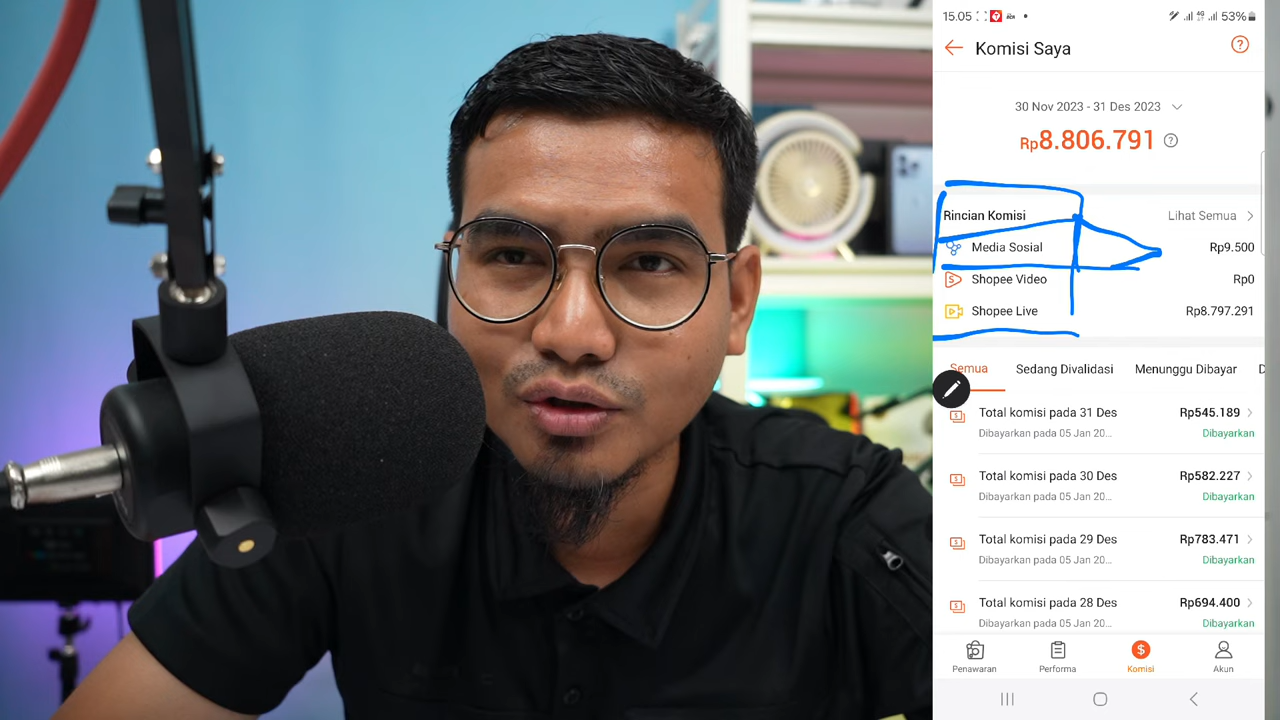 15.05 4G 53%
Komisi Saya
30 Nov 2023 - 31 Des 2023
Rp8.806.791
Rincian Komisi Lihat Semua
Media Sosial Rp9.500
Shopee Video Rp0
Shopee Live Rp8.797.291
Semua Sedang Divalidasi Menunggu Dibayar D
Total komisi pada 31 Des Rp545.189
Dibayarkan pada 05 Jan 20... Dibayarkan
Total komisi pada 30 Des Rp582.227
Dibayarkan pada 05 Jan 20... Dibayarkan
Total komisi pada 29 Des Rp783.471
Dibayarkan pada 05 Jan 20... Dibayarkan
Total komisi pada 28 Des Rp694.400
Dibayarkan pada 05 Jan 20... Dibayarkan
Penawaran Performa Komisi Akun